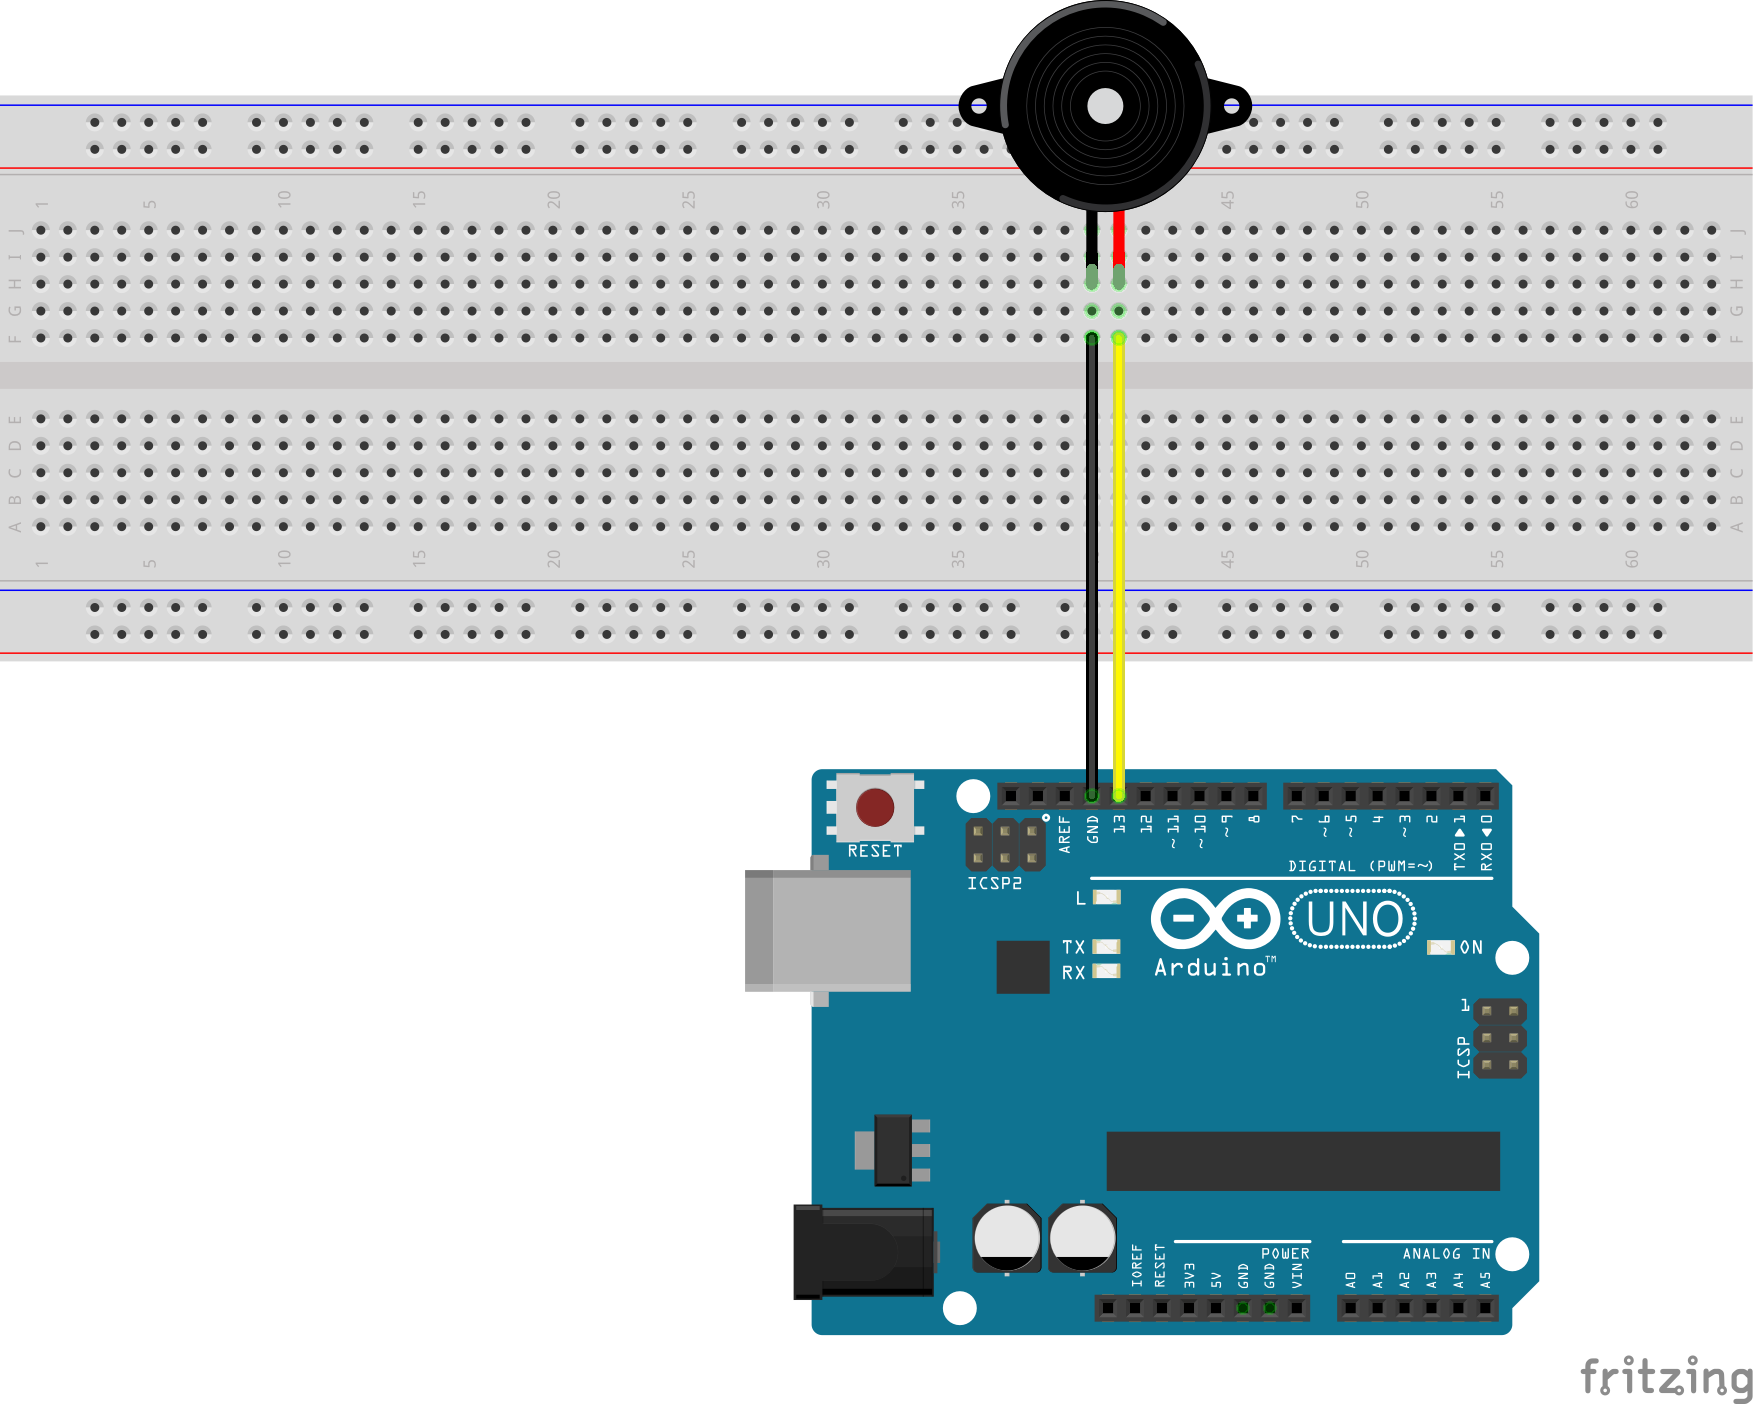 1 5 10 15 20 25 30 35 45 50 55 60
J J
I I
H H
G G
F F
E E
D D
C C
B B
A A
1 5 10 15 20 25 30 35 45 50 55 60
RESET
ICSP2
AREF
GND
13
12
~11
~10
~9
8
7
~6
~5
4
~3
2
TX0▶1
RX0◀0
DIGITAL (PWM=~)
L
TX
RX
UNO
Arduino™
ON
1
ICSP
IOREF
RESET
3V3
5V
GND
GND
VIN
POWER
A0
A1
A2
A3
A4
A5
ANALOG IN
fritzing